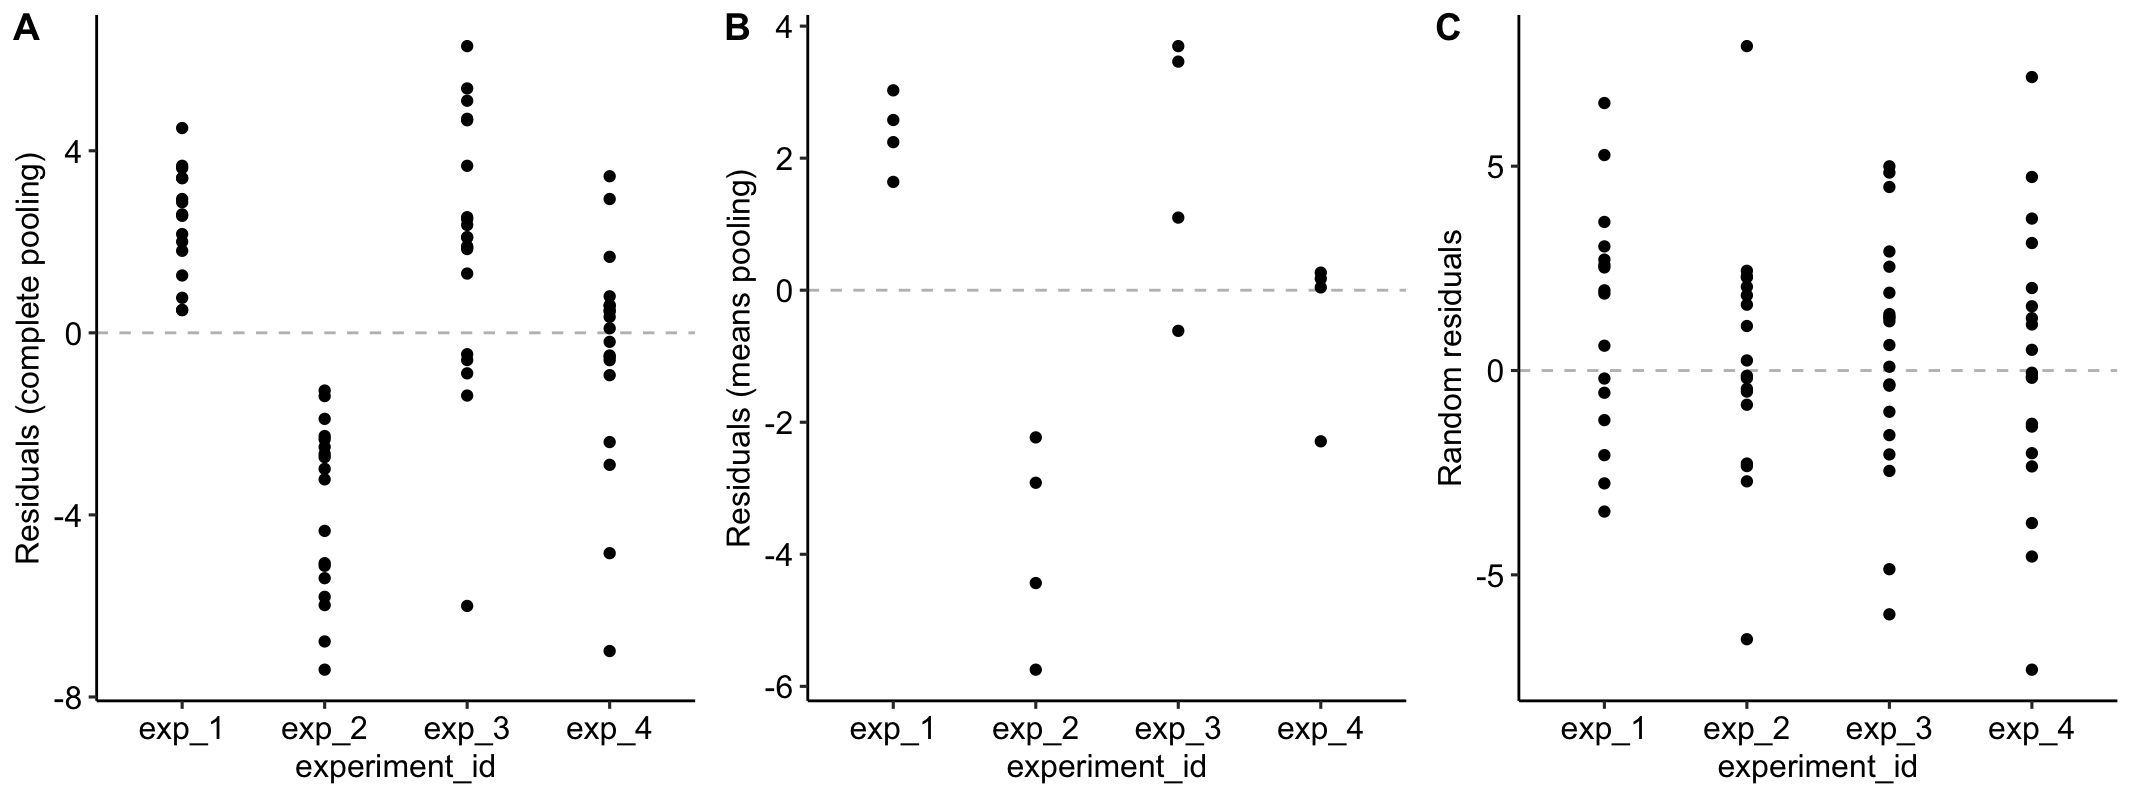 A
Residuals (complete pooling)
4
0
-4
-8
exp_1 exp_2 exp_3 exp_4
experiment_id
B
Residuals (means pooling)
4
2
0
-2
-4
-6
exp_1 exp_2 exp_3 exp_4
experiment_id
C
Random residuals
5
0
-5
exp_1 exp_2 exp_3 exp_4
experiment_id